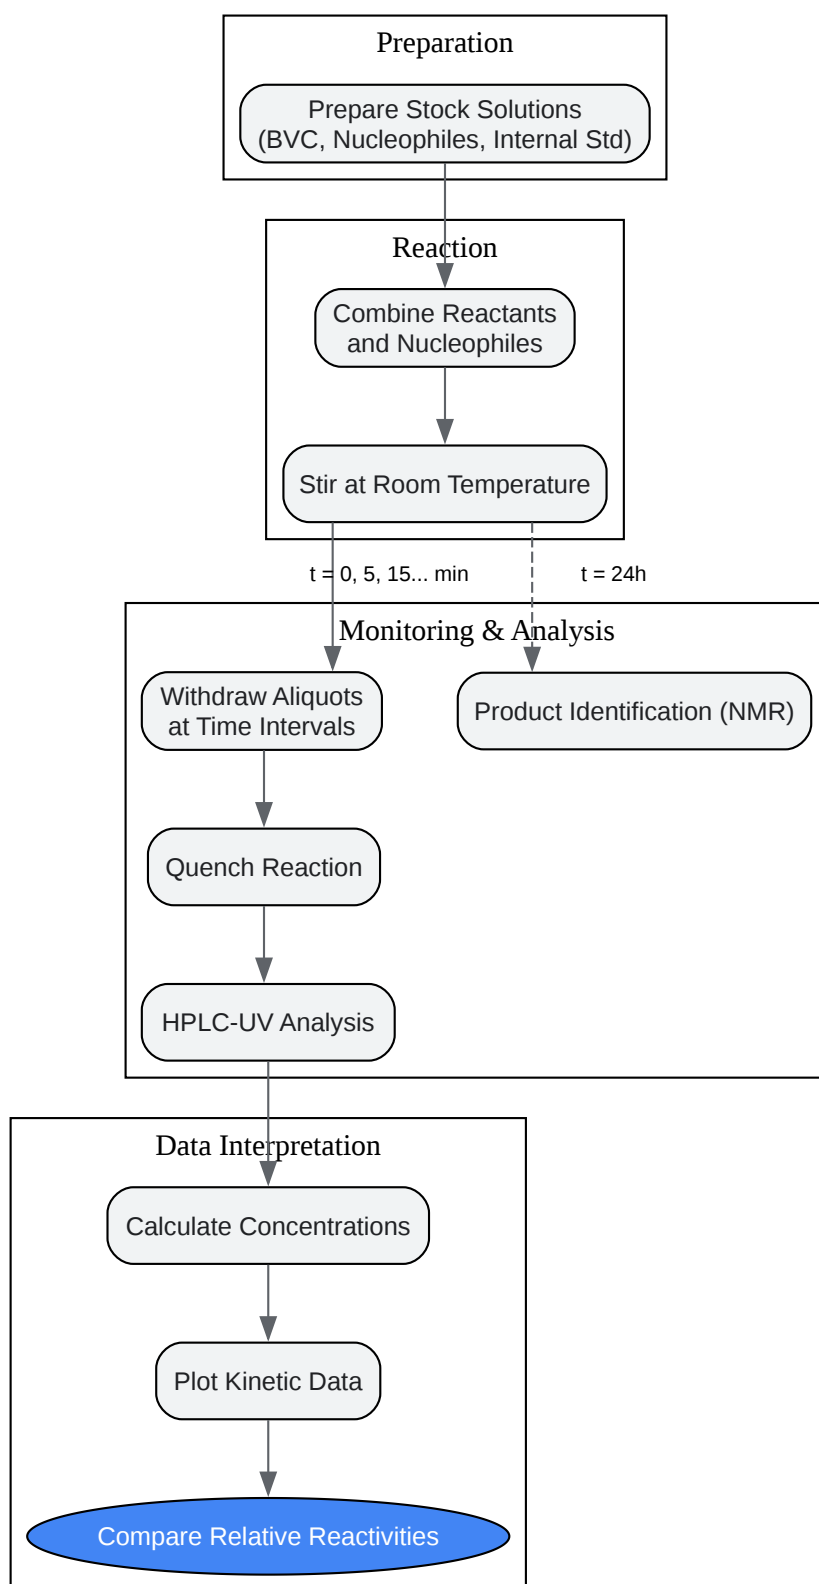 Preparation
Prepare Stock Solutions
(BVC, Nucleophiles, Internal Std)
Reaction
Combine Reactants
and Nucleophiles
Stir at Room Temperature
t = 0, 5, 15... min
t = 24h
Monitoring & Analysis
Withdraw Aliquots
at Time Intervals
Product Identification (NMR)
Quench Reaction
HPLC-UV Analysis
Data Interpretation
Calculate Concentrations
Plot Kinetic Data
Compare Relative Reactivities